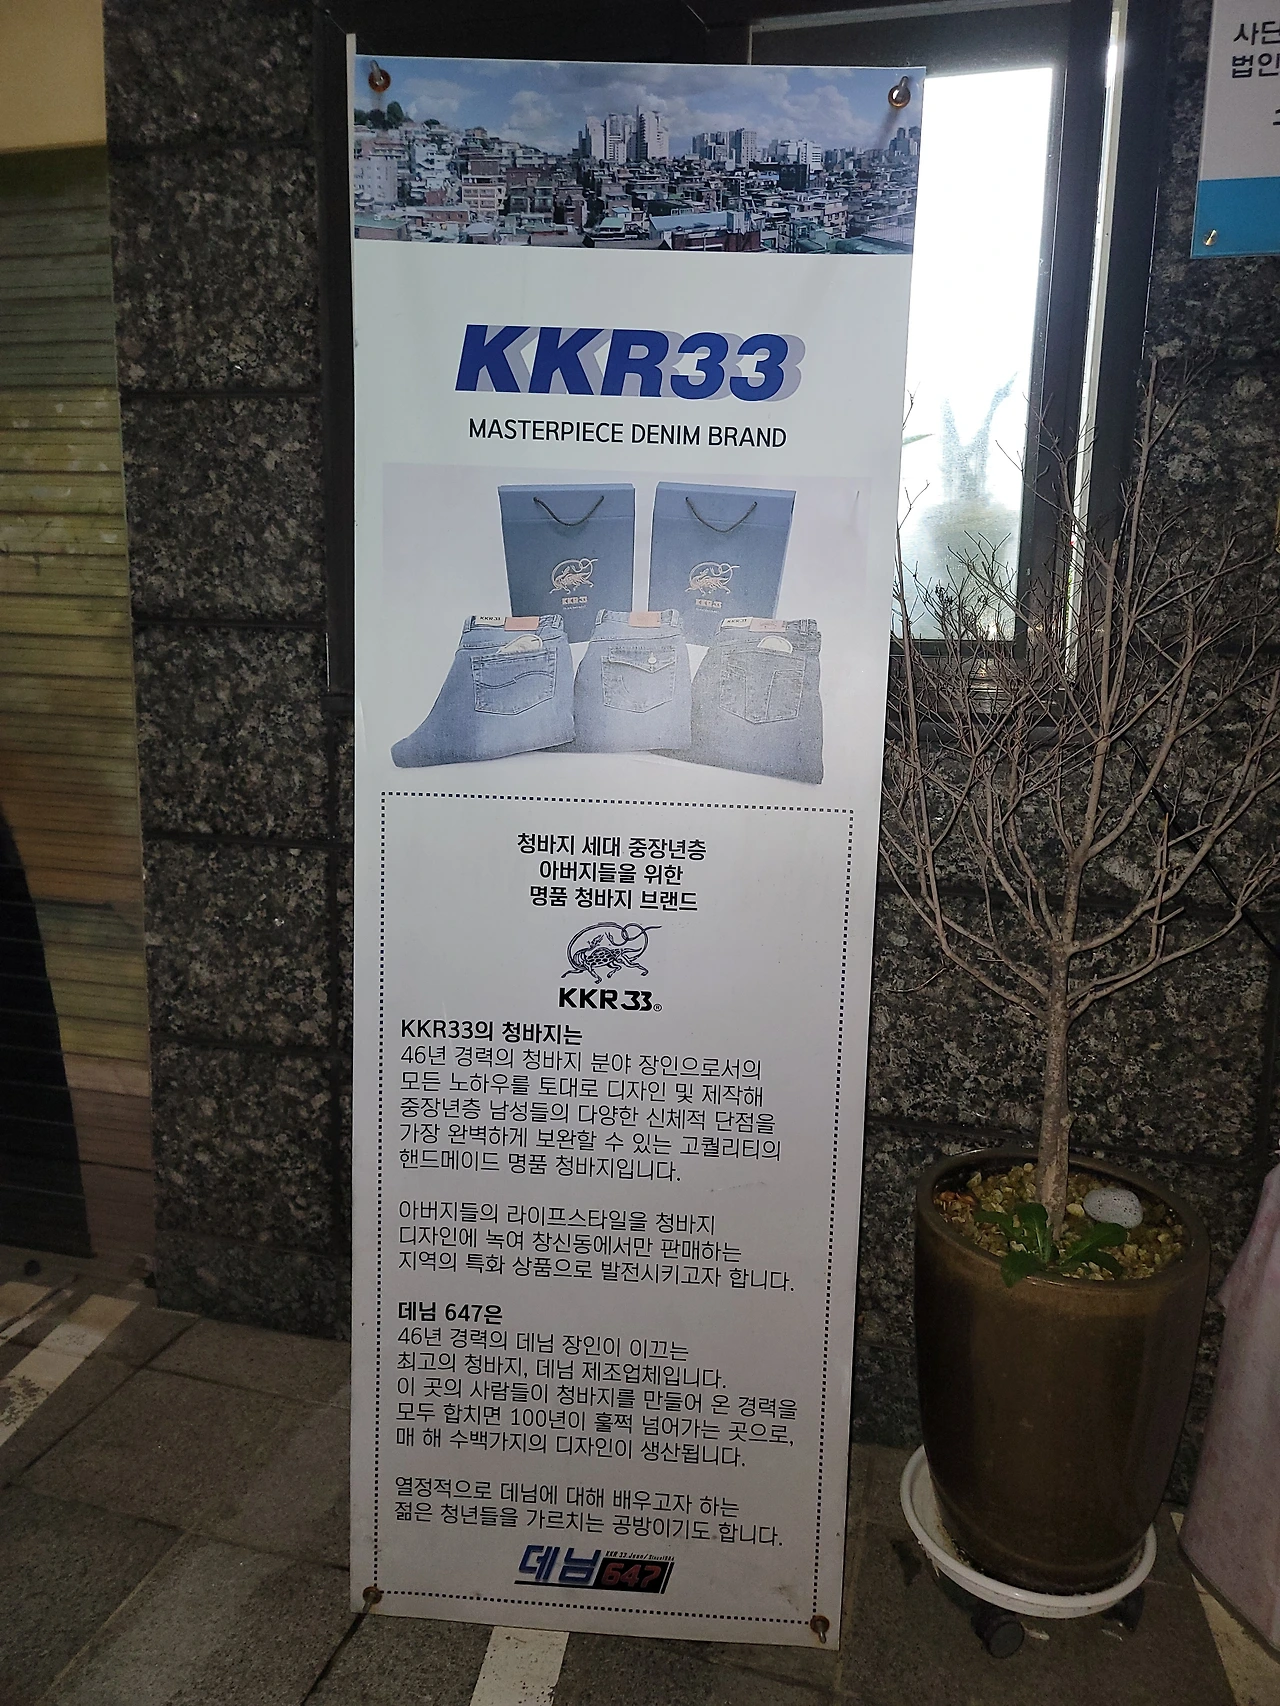 KKR33
MASTERPIECE DENIM BRAND
KKR33
KKR33
KKR33
KKR33
청바지 세대 중장년층
아버지들을 위한
명품 청바지 브랜드
KKR33®
KKR33의 청바지는
46년 경력의 청바지 분야 장인으로서의
모든 노하우를 토대로 디자인 및 제작해
중장년층 남성들의 다양한 신체적 단점을
가장 완벽하게 보완할 수 있는 고퀄리티의
핸드메이드 명품 청바지입니다.
아버지들의 라이프스타일을 청바지
디자인에 녹여 창신동에서만 판매하는
지역의 특화 상품으로 발전시키고자 합니다.
데님 647은
46년 경력의 데님 장인이 이끄는
최고의 청바지, 데님 제조업체입니다.
이 곳의 사람들이 청바지를 만들어 온 경력을
모두 합치면 100년이 훌쩍 넘어가는 곳으로,
매 해 수백가지의 디자인이 생산됩니다.
열정적으로 데님에 대해 배우고자 하는
젊은 청년들을 가르치는 공방이기도 합니다.
KKR 33 Jean/
데님 647
사단
법인